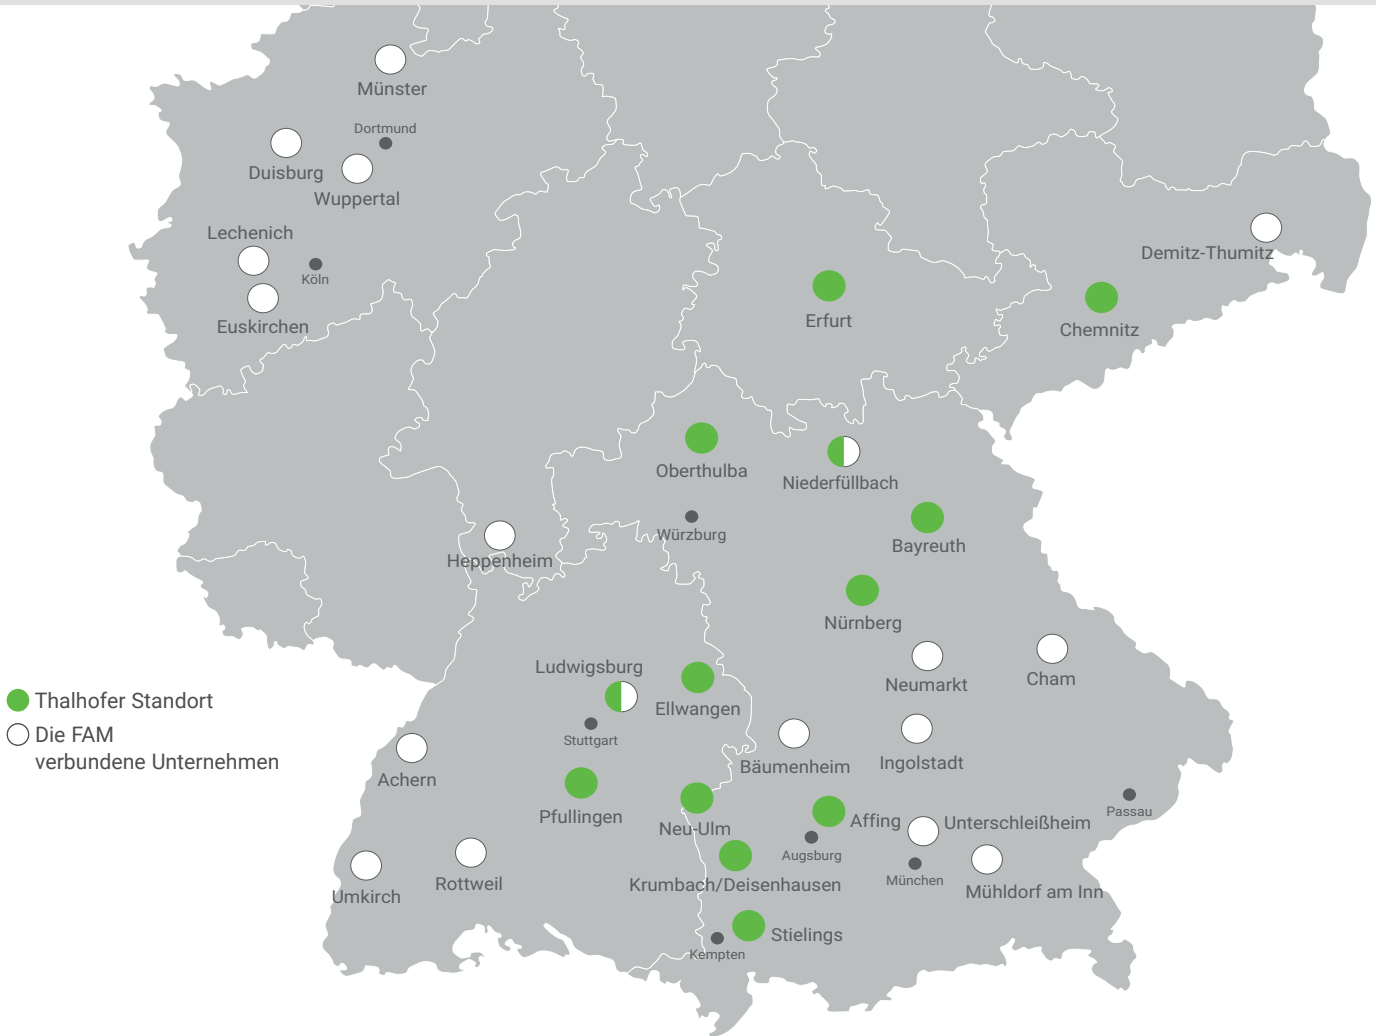 Münster
Dortmund
Duisburg
Wuppertal
Lechenich
Köln
Euskirchen
Demitz-Thumitz
Erfurt
Chemnitz
Oberthulba
Niederfüllbach
Würzburg
Bayreuth
Heppenheim
Nürnberg
Ludwigsburg
Neumarkt
Cham
Ellwangen
Stuttgart
Thalhofer Standort
Die FAM
verbundene Unternehmen
Achern
Bäumenheim
Ingolstadt
Pfullingen
Neu-Ulm
Affing
Unterschleißheim
Passau
Augsburg
München
Umkirch
Rottweil
Krumbach/Deisenhausen
Mühldorf am Inn
Stielings
Kempten